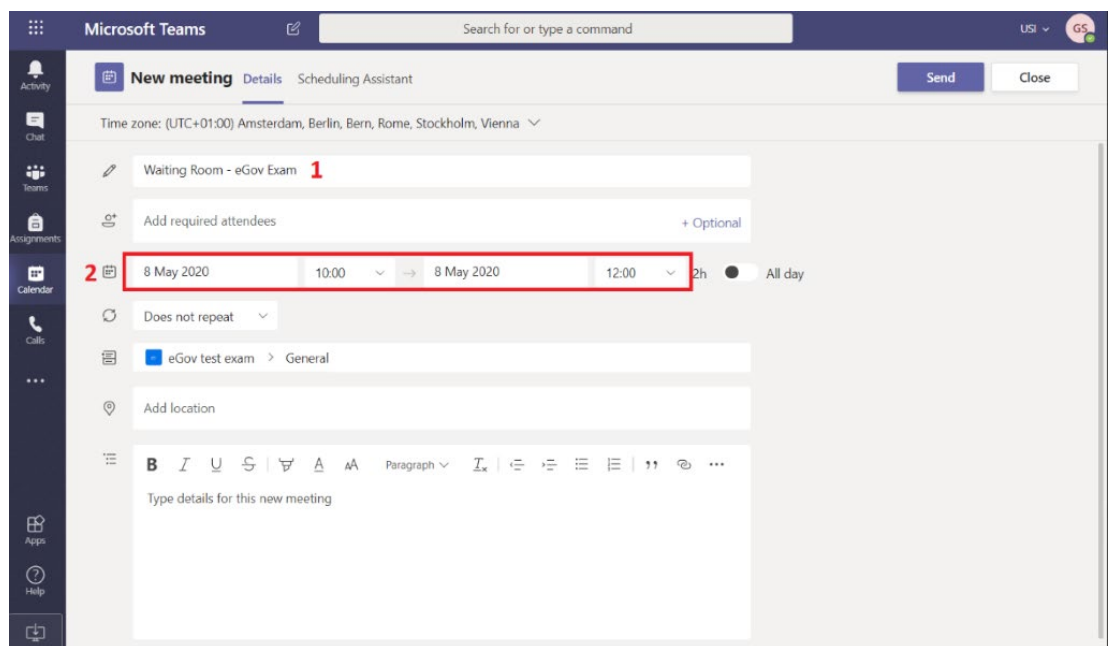 Microsoft Teams
Search for or type a command
USI
GS
Activity
Chat
Teams
Assignments
Calendar
Calls
Apps
Help
New meeting Details Scheduling Assistant
Send
Close
Time zone: (UTC+01:00) Amsterdam, Berlin, Bern, Rome, Stockholm, Vienna
Waiting Room - eGov Exam 1
Add required attendees
+ Optional
2 8 May 2020 10:00 → 8 May 2020 12:00 2h All day
Does not repeat
eGov test exam > General
Add location
B I U S A AA Paragraph
Type details for this new meeting